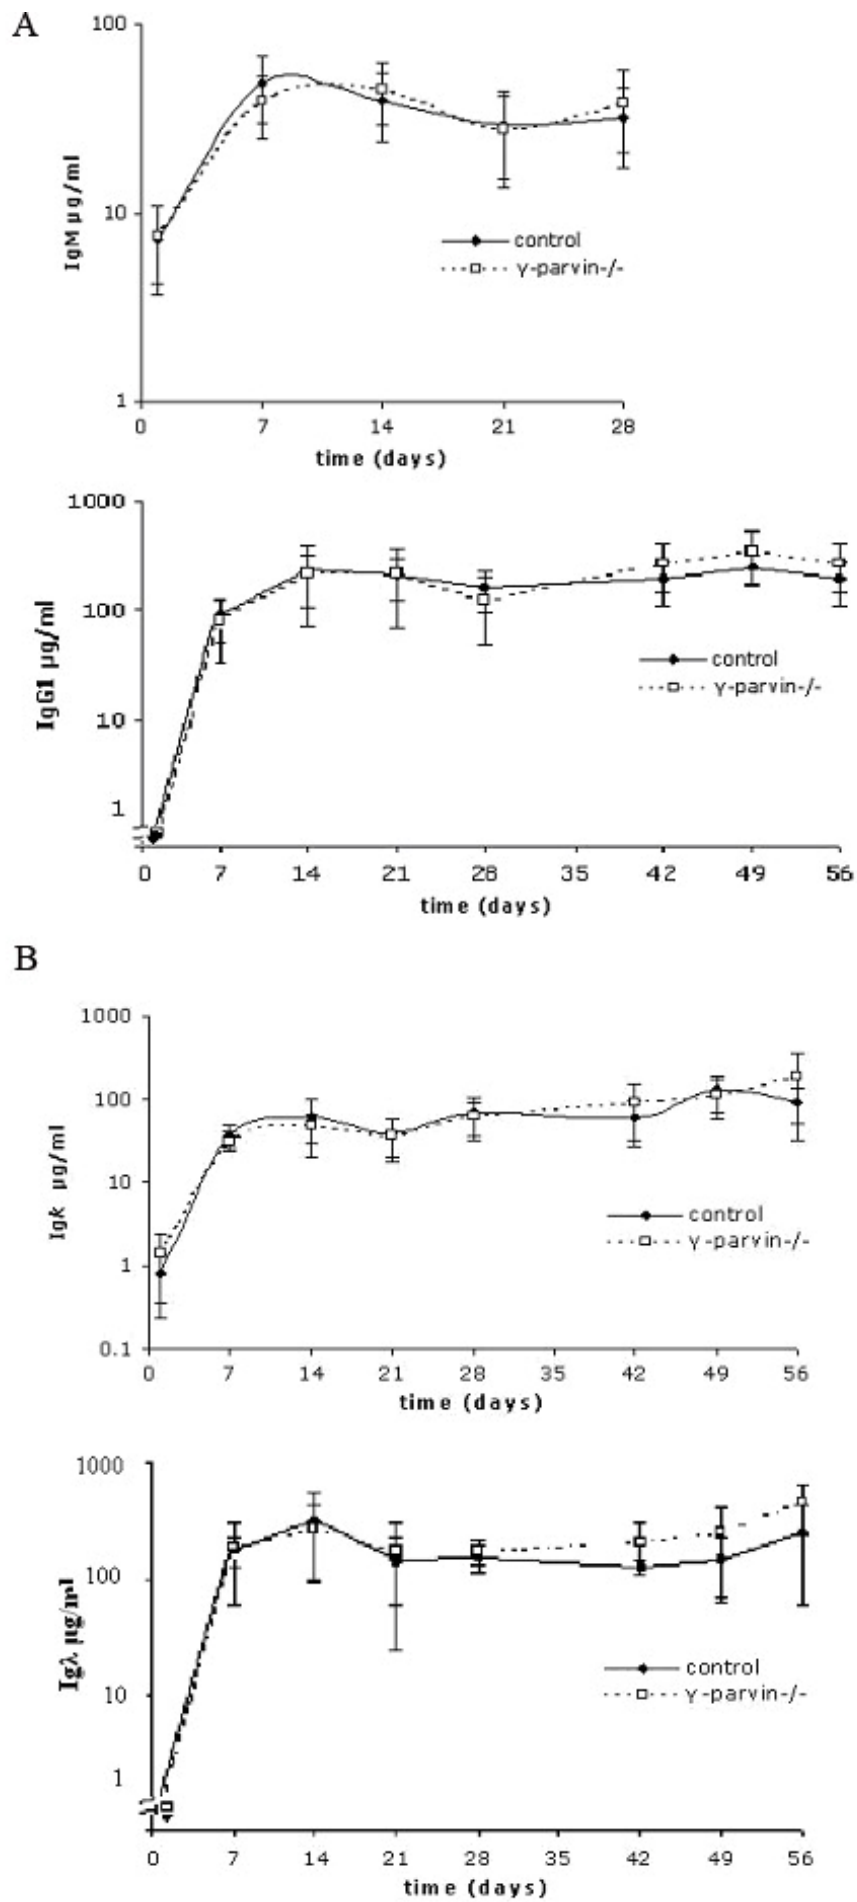 A
100
10
1
IgM µg/ml
control
γ-parvin-/-
0 7 14 21 28
time (days)
1000
100
10
1
IgG1 µg/ml
control
γ-parvin-/-
0 7 14 21 28 35 42 49 56
time (days)
B
1000
100
10
1
0.1
Igk µg/ml
control
γ-parvin-/-
0 7 14 21 28 35 42 49 56
time (days)
1000
100
10
1
Igλ µg/ml
control
γ-parvin-/-
0 7 14 21 28 35 42 49 56
time (days)